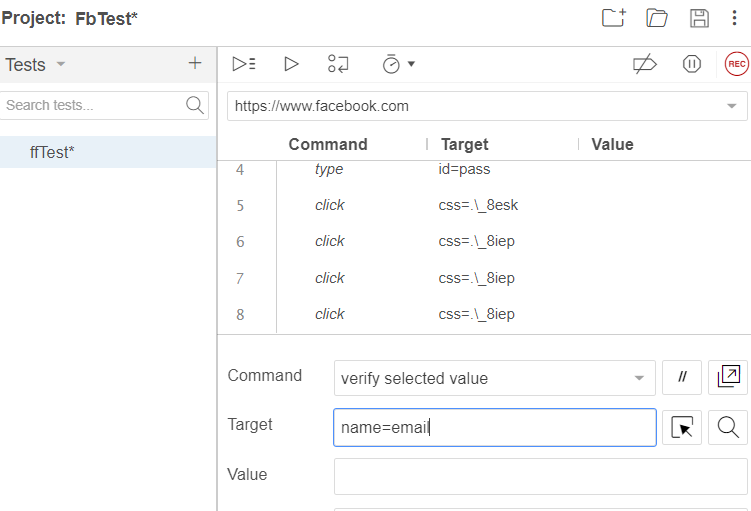 Project: FbTest*
Tests
Search tests...
ffTest*
REC
https://www.facebook.com
Command Target Value
4 type id=pass
5 click css=.\_8esk
6 click css=.\_8iep
7 click css=.\_8iep
8 click css=.\_8iep
Command verify selected value //
Target name=email
Value